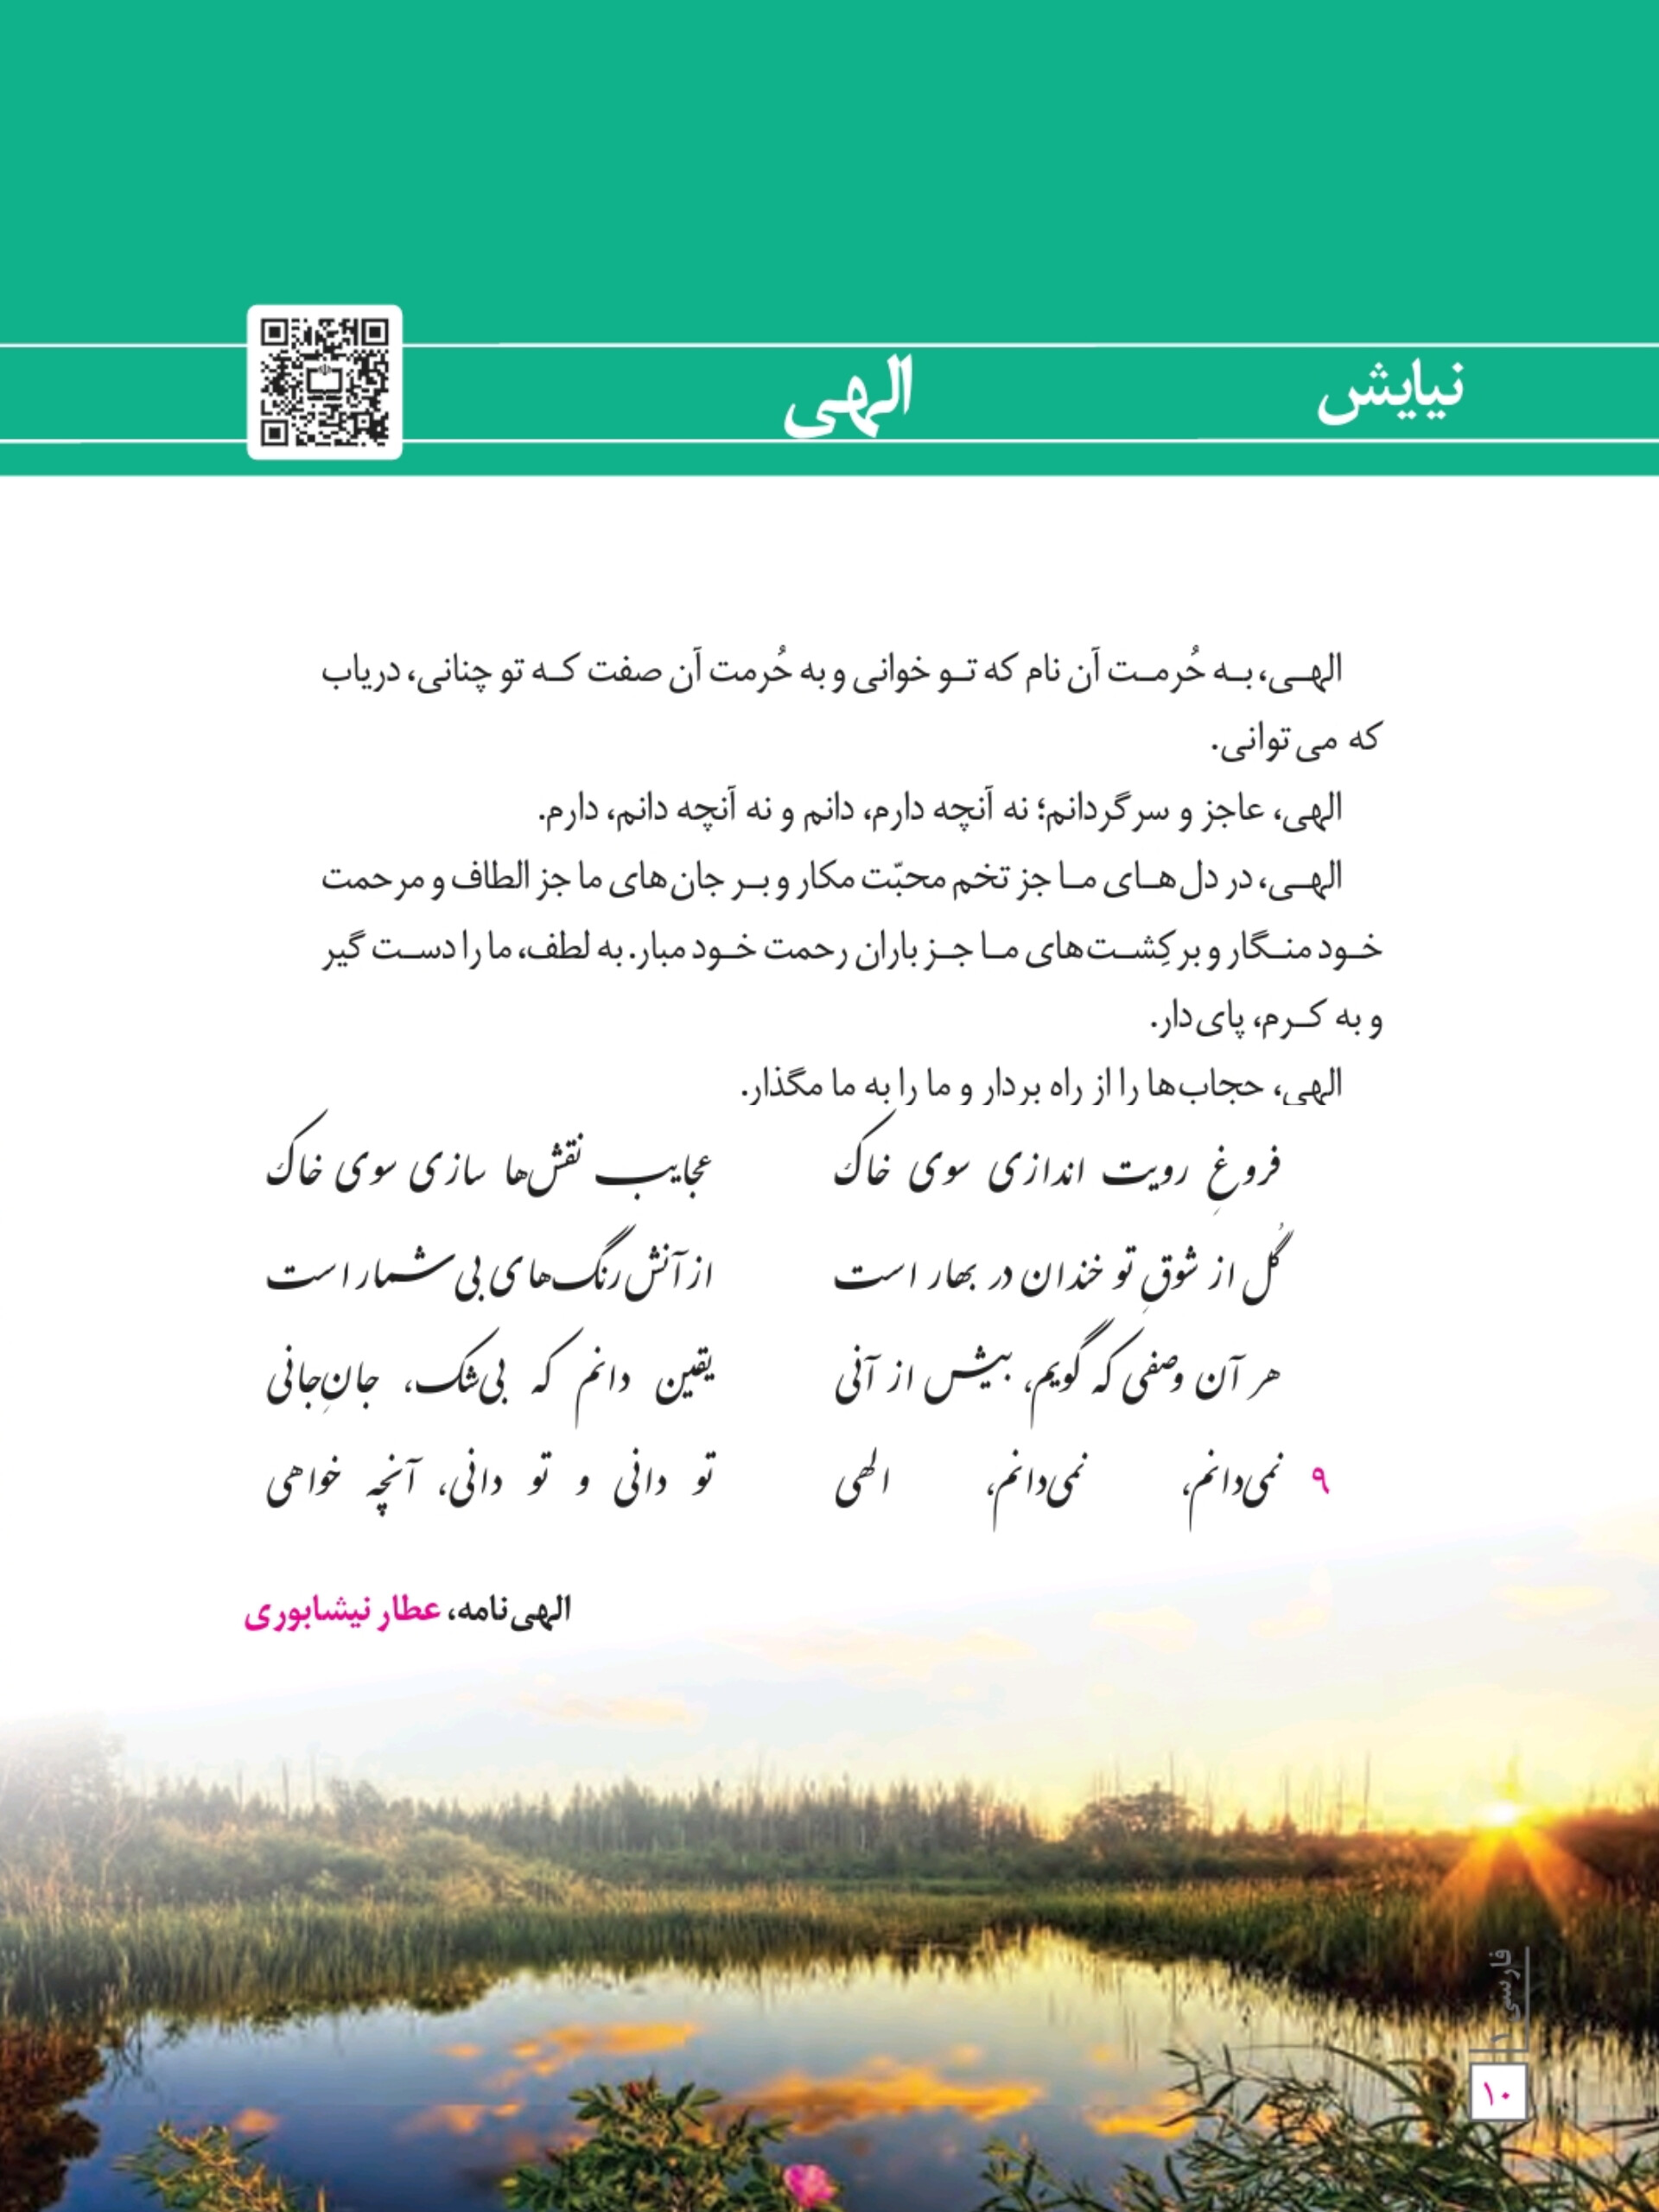 نیایش
الهی
الهی، به حُرمت آن نام که تو خوانی و به حُرمت آن صفت که تو چنانی، دریاب
که می‌توانی.
الهی، عاجز و سرگردانم؛ نه آنچه دارم، دانم و نه آنچه دانم، دارم.
الهی، در دل‌های ما جز تخم محبّت مکار و بر جان‌های ما جز الطاف و مرحمت
خود منگار و بر کِشت‌های ما جز باران رحمت خود مبار. به لطف، ما را دست گیر
و به کرم، پای‌دار.
الهی، حجاب‌ها را از راه بردار و ما را به ما مگذار.
فروغِ رویت اندازی سوی خاک عجایب نقش‌ها سازی سوی خاک
گُل از شوقِ تو خندان در بهار است از آنش رنگ‌های بی‌شمار است
هر آن وصفی که گویم، بیش از آنی یقین دانم که بی‌شک، جانِ جانی
۹ نمی‌دانم، نمی‌دانم، الهی تو دانی و تو دانی، آنچه خواهی
الهی‌نامه، عطار نیشابوری
فارسی ۱
۱۰